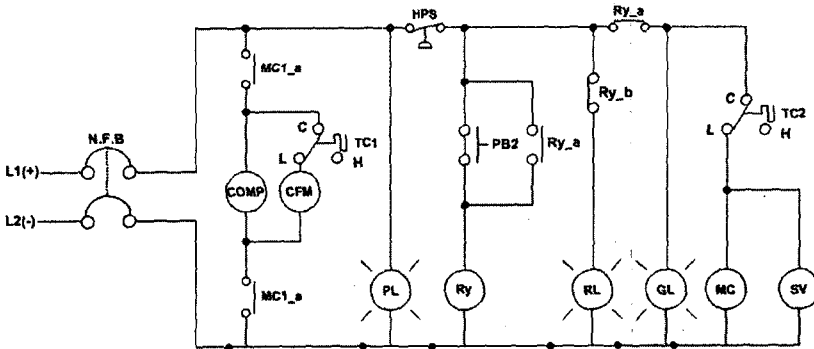 HPS
Ry_a
MC1_a
C
TC1
L
H
Ry_b
C
TC2
L
H
N.F.B
L1(+)
PB2
Ry_a
COMP
CFM
L2(-)
MC1_a
PL
Ry
RL
GL
MC
SV